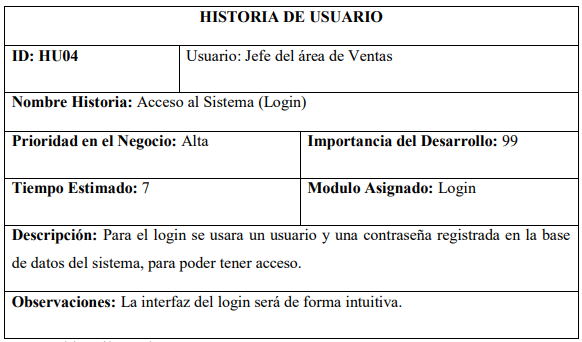 HISTORIA DE USUARIO
ID: HU04
Usuario: Jefe del área de Ventas
Nombre Historia: Acceso al Sistema (Login)
Prioridad en el Negocio: Alta
Importancia del Desarrollo: 99
Tiempo Estimado: 7
Modulo Asignado: Login
Descripción: Para el login se usara un usuario y una contraseña registrada en la base
de datos del sistema, para poder tener acceso.
Observaciones: La interfaz del login será de forma intuitiva.